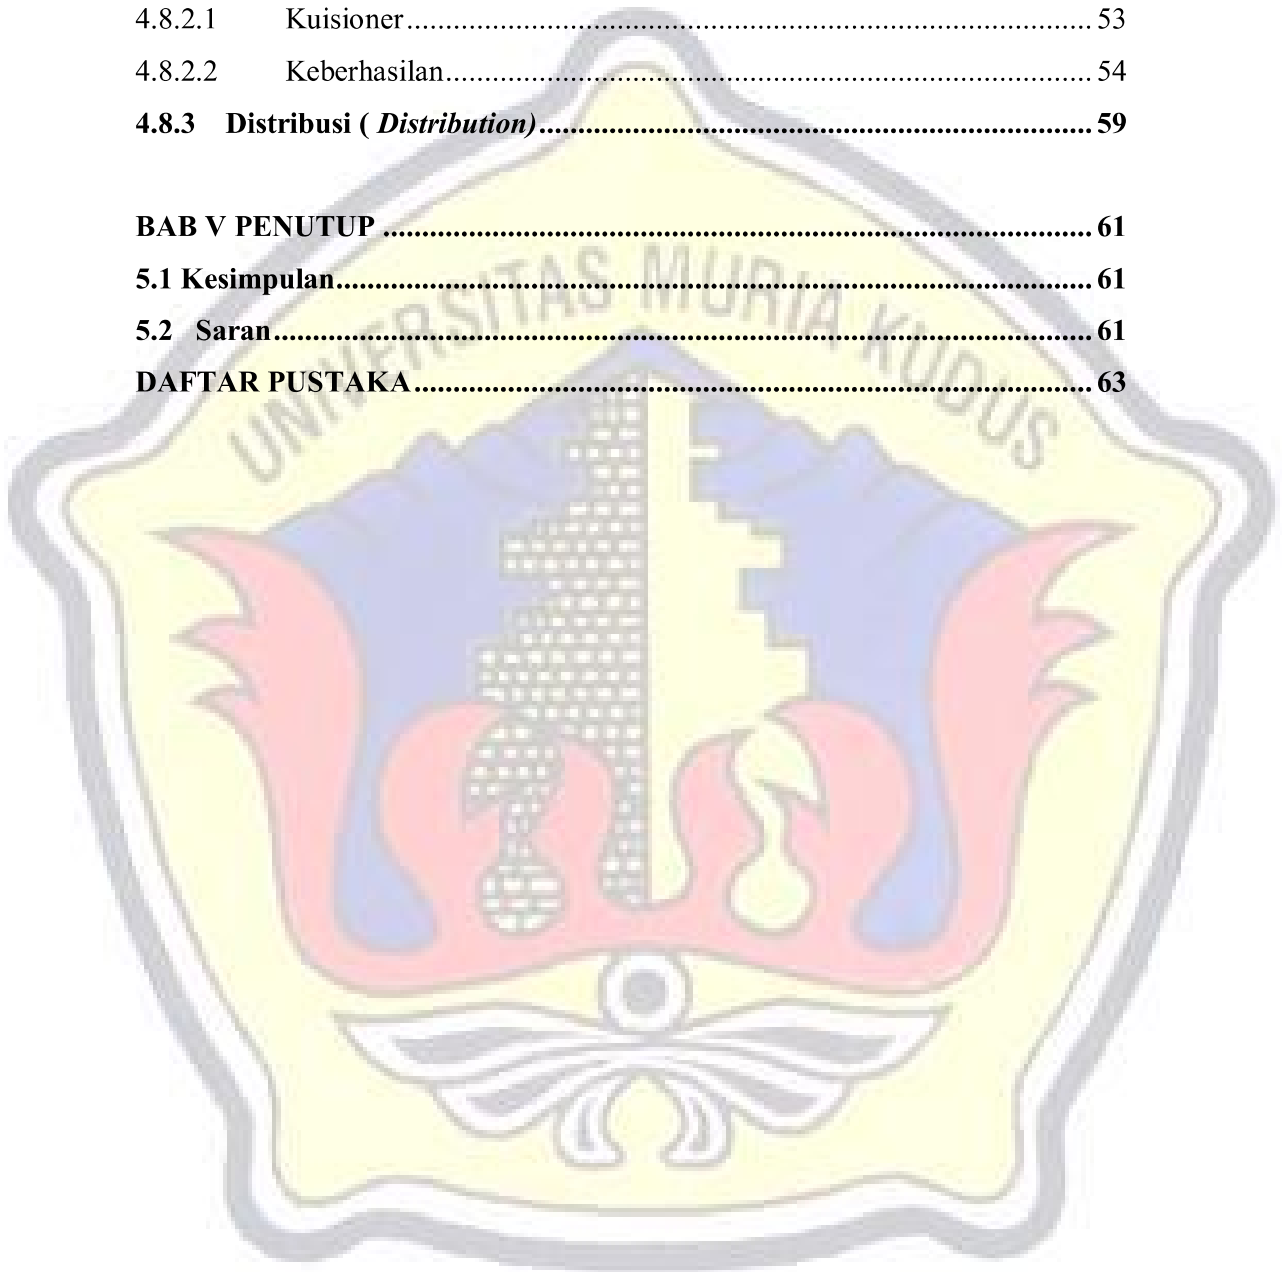 4.8.2.1 Kuisioner........................................................................................ 53
4.8.2.2 Keberhasilan................................................................................... 54
4.8.3 Distribusi ( Distribution)....................................................................... 59
BAB V PENUTUP ........................................................................................... 61
5.1 Kesimpulan................................................................................................. 61
5.2 Saran......................................................................................................... 61
DAFTAR PUSTAKA....................................................................................... 63
UNIVERSITAS MURIA KUDUS